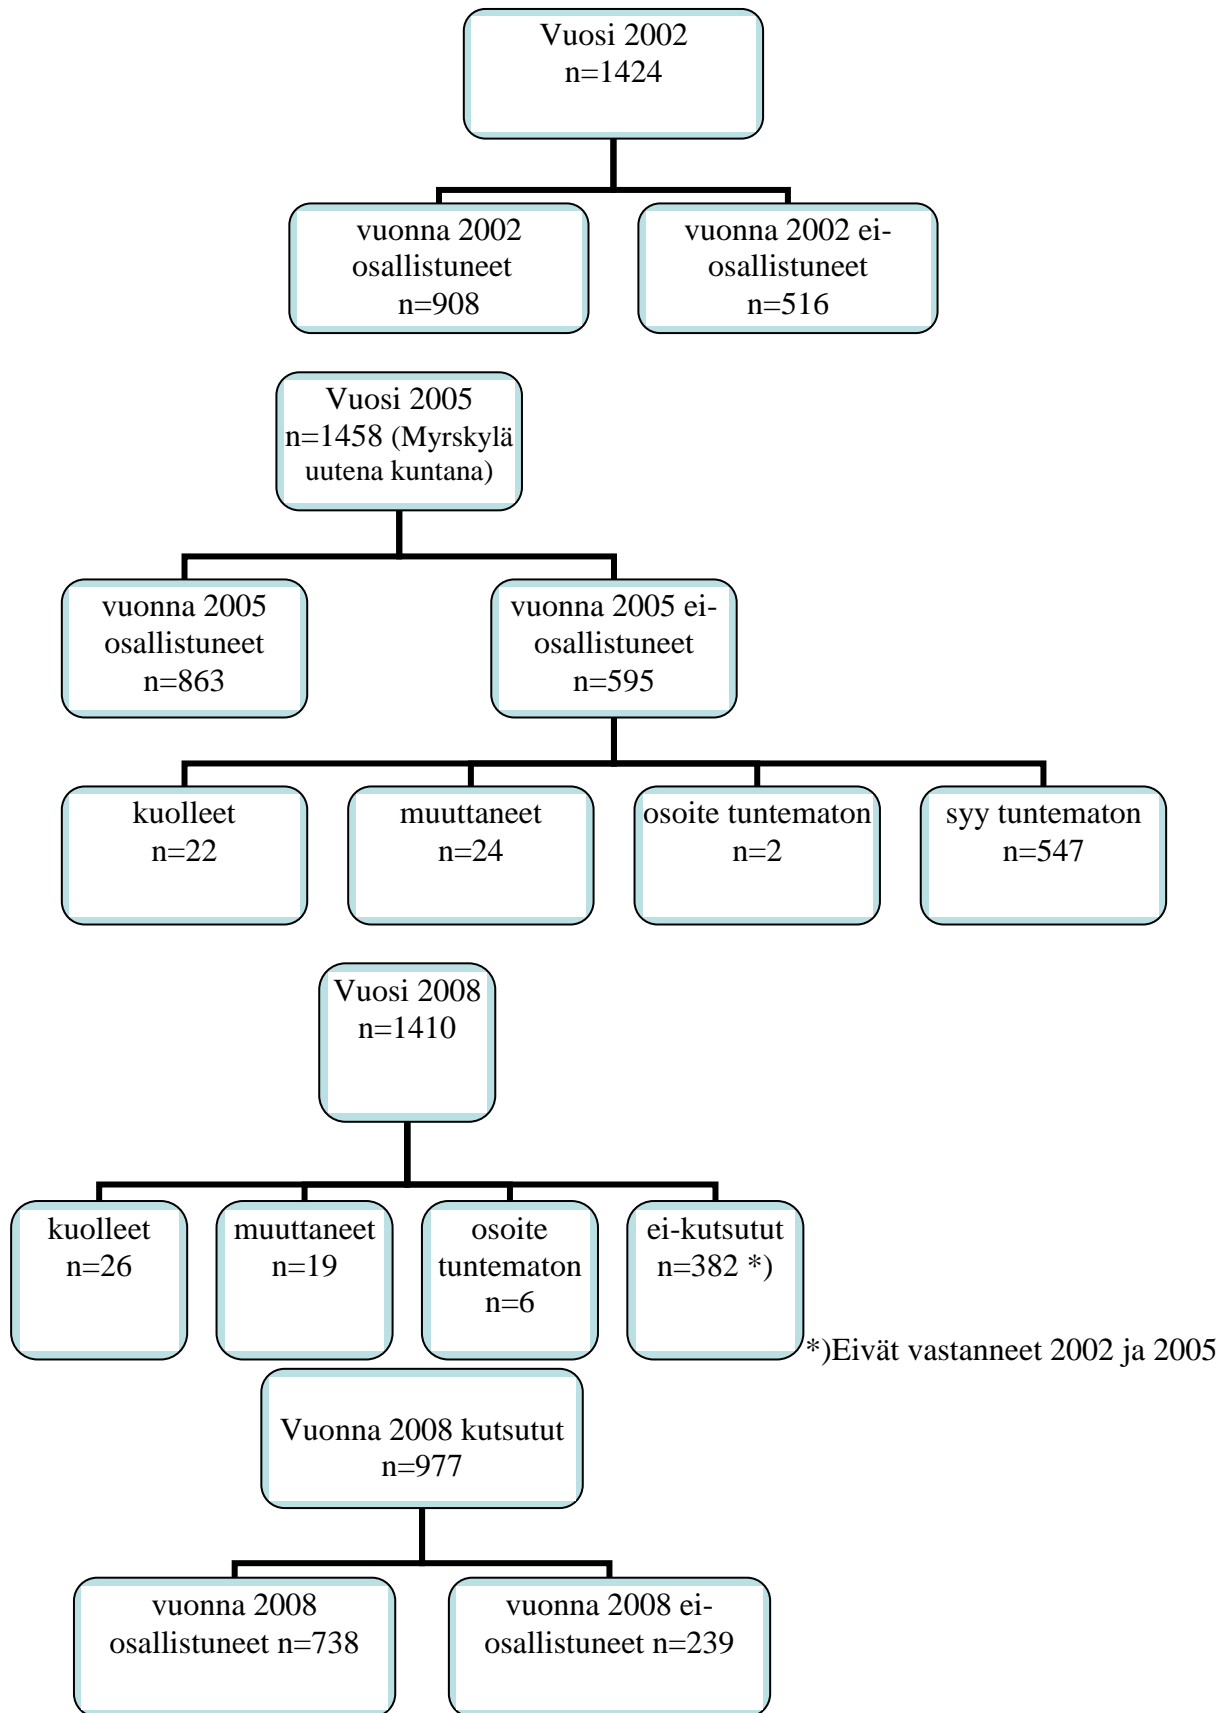 Vuosi 2002
n=1424
vuonna 2002
osallistuneet
n=908
vuonna 2002 ei-
osallistuneet
n=516
Vuosi 2005
n=1458 (Myrskylä
uutena kuntana)
vuonna 2005
osallistuneet
n=863
vuonna 2005 ei-
osallistuneet
n=595
kuolleet
n=22
muuttaneet
n=24
osoite tuntematon
n=2
syy tuntematon
n=547
Vuosi 2008
n=1410
kuolleet
n=26
muuttaneet
n=19
osoite
tuntematon
n=6
ei-kutsutut
n=382 *)
*)Eivät vastanneet 2002 ja 2005
Vuonna 2008 kutsutut
n=977
vuonna 2008
osallistuneet n=738
vuonna 2008 ei-
osallistuneet n=239